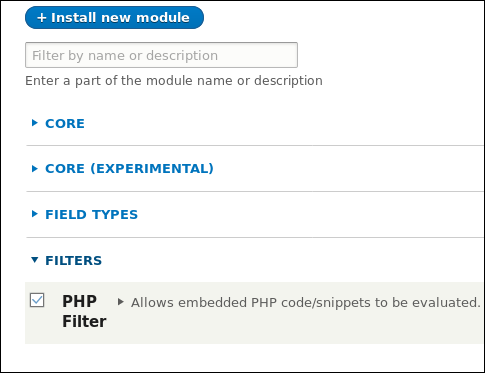 + Install new module
Filter by name or description
Enter a part of the module name or description
CORE
CORE (EXPERIMENTAL)
FIELD TYPES
FILTERS
PHP Allows embedded PHP code/snippets to be evaluated.
Filter